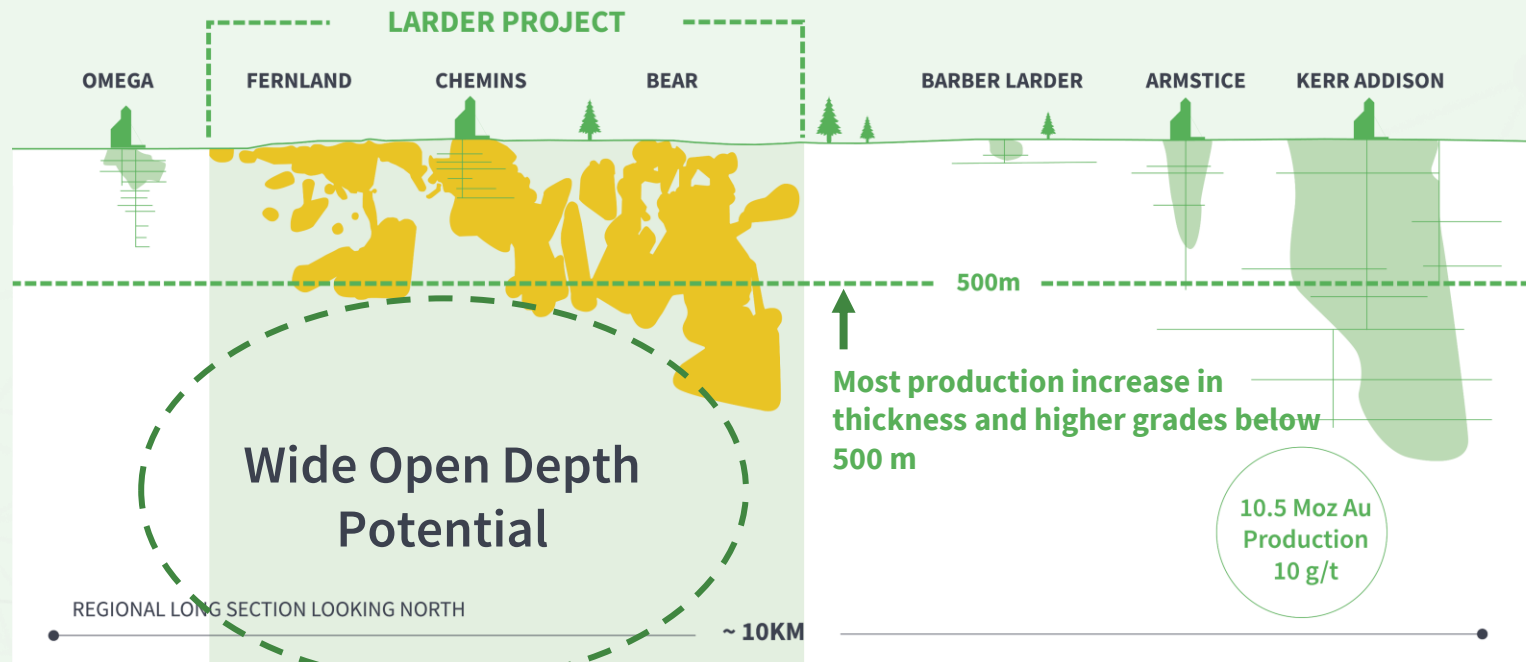 LARDER PROJECT
OMEGA
FERNLAND
CHEMINS
BEAR
BARBER LARDER
ARMSTICE
KERR ADDISON
500m
Most production increase in
thickness and higher grades below
500 m
Wide Open Depth
Potential
10.5 Moz Au
Production
10 g/t
REGIONAL LONG SECTION LOOKING NORTH
~ 10KM